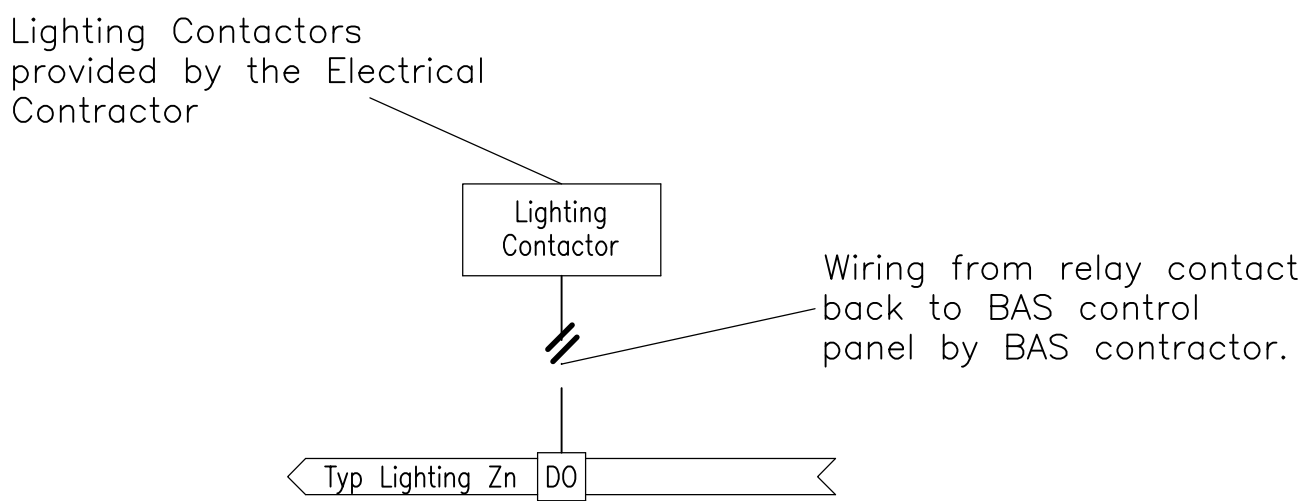 Lighting Contactors
provided by the Electrical
Contractor
Lighting
Contactor
Wiring from relay contact
back to BAS control
panel by BAS contractor.
Typ Lighting Zn DO